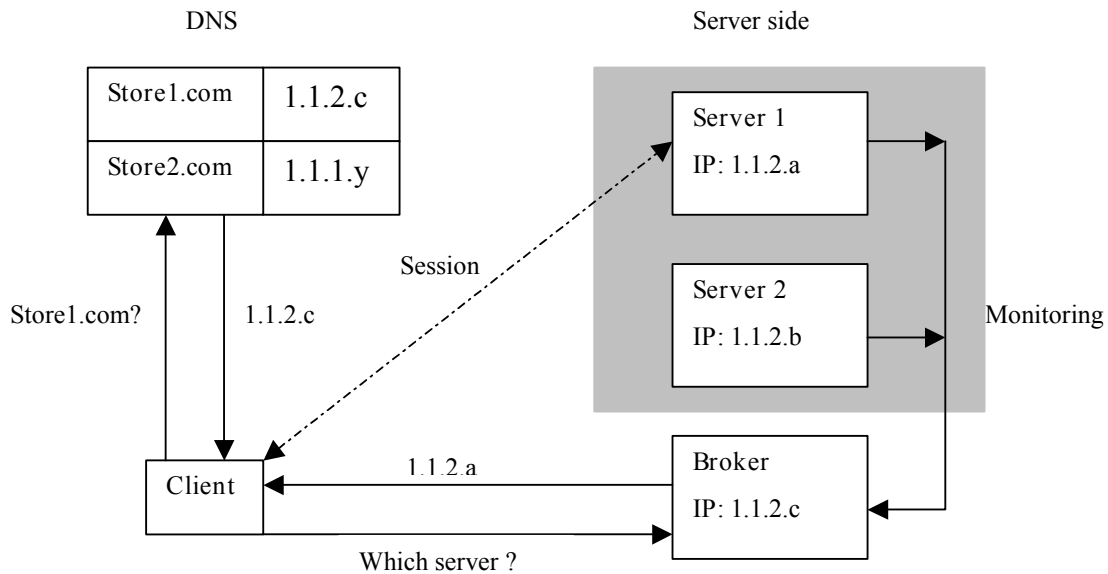 DNS
Server side
Store1.com
1.1.2.c
Store2.com
1.1.1.y
Server 1
IP: 1.1.2.a
Session
Server 2
IP: 1.1.2.b
Store1.com?
1.1.2.c
Monitoring
Client
1.1.2.a
Broker
IP: 1.1.2.c
Which server ?